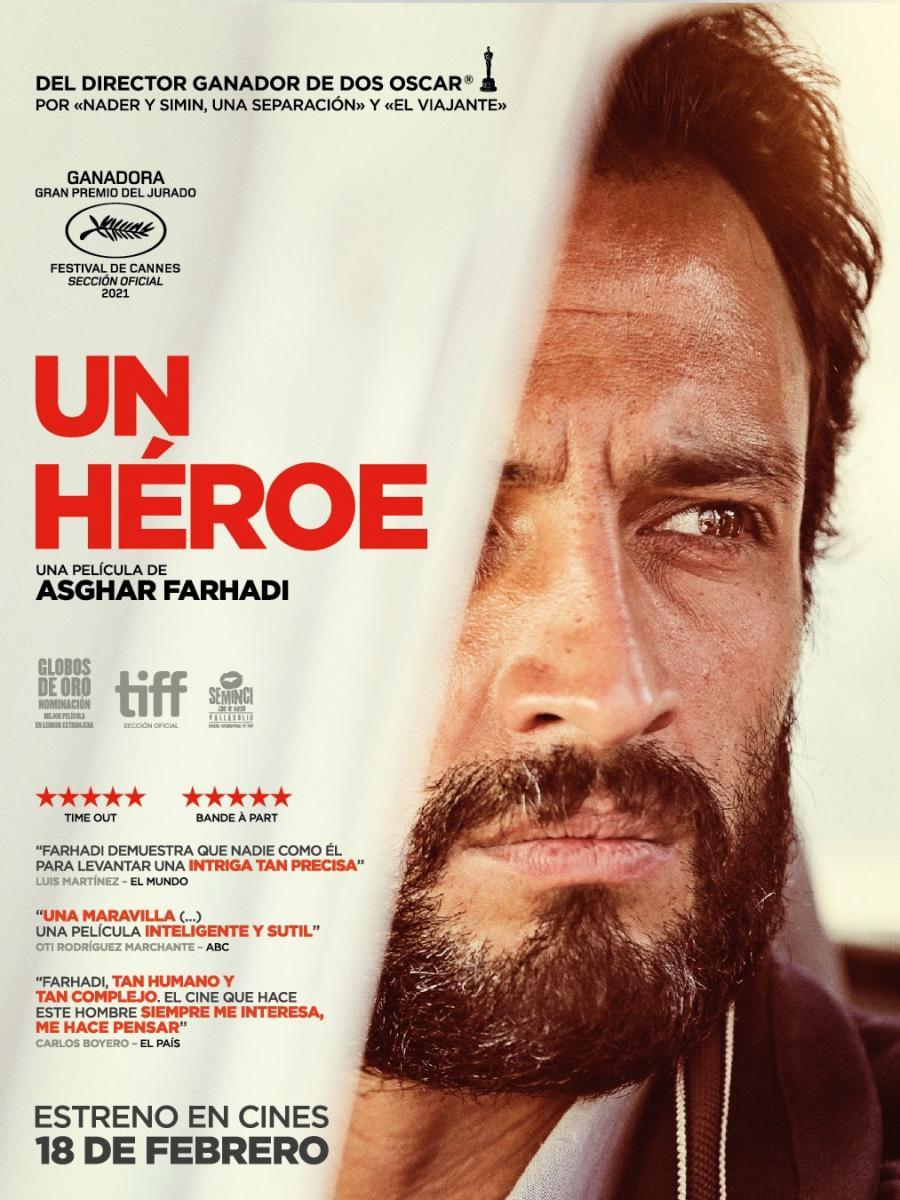 DEL DIRECTOR GANADOR DE DOS OSCAR®
POR «NADER Y SIMIN, UNA SEPARACIÓN» Y «EL VIAJANTE»
GANADORA
GRAN PREMIO DEL JURADO
FESTIVAL DE CANNES
SECCIÓN OFICIAL
2021
UN
HÉROE
UNA PELÍCULA DE
ASGHAR FARHADI
GLOBOS
DE ORO
NOMINACIÓN
MEJOR PELÍCULA
EN LENGUA EXTRANJERA
tiff
SECCIÓN OFICIAL
SEMINCI
VALLADOLID
★★★★★
TIME OUT
★★★★★
BANDE À PART
“FARHADI DEMUESTRA QUE NADIE COMO ÉL
PARA LEVANTAR UNA INTRIGA TAN PRECISA”
LUIS MARTÍNEZ – EL MUNDO
“UNA MARAVILLA (...)
UNA PELÍCULA INTELIGENTE Y SUTIL”
OTI RODRÍGUEZ MARCHANTE – ABC
“FARHADI, TAN HUMANO Y
TAN COMPLEJO. EL CINE QUE HACE
ESTE HOMBRE SIEMPRE ME INTERESA,
ME HACE PENSAR”
CARLOS BOYERO – EL PAÍS
ESTRENO EN CINES
18 DE FEBRERO